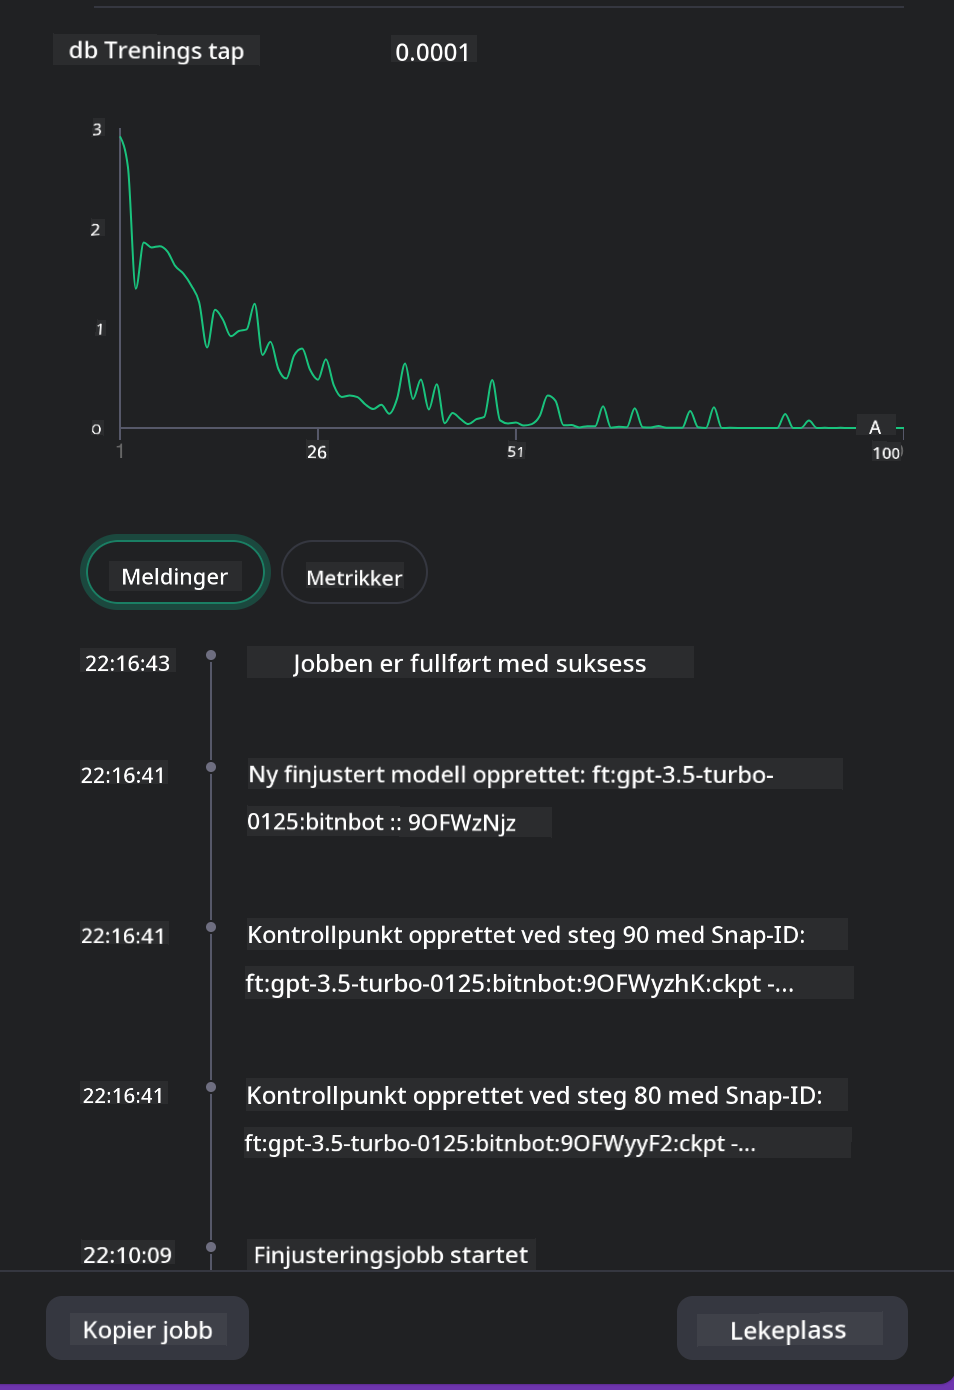 db Trenings tap 0.0001
3
2
1
0
1 26 51 100
A
Meldinger Metrikker
22:16:43 Jobben er fullført med suksess
22:16:41 Ny finjustert modell opprettet: ft:gpt-3.5-turbo-
0125:bitnbot :: 9OFWzNjz
22:16:41 Kontrollpunkt opprettet ved steg 90 med Snap-ID:
ft:gpt-3.5-turbo-0125:bitnbot:9OFWyzhK:ckpt -...
22:16:41 Kontrollpunkt opprettet ved steg 80 med Snap-ID:
ft:gpt-3.5-turbo-0125:bitnbot:9OFWyyF2:ckpt -...
22:10:09 Finjusteringsjobb startet
Kopier jobb Lekeplass